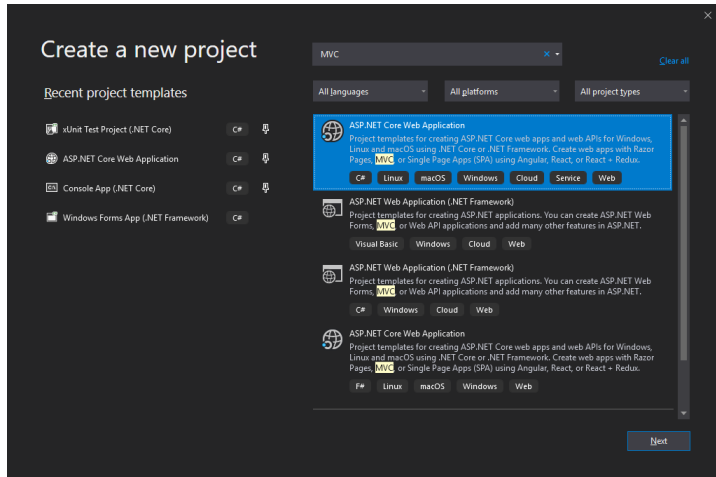 Create a new project
MVC
Clear all
Recent project templates
All languages
All platforms
All project types
xUnit Test Project (.NET Core) C#
ASP.NET Core Web Application C#
Console App (.NET Core) C#
Windows Forms App (.NET Framework) C#
ASP.NET Core Web Application
Project templates for creating ASP.NET Core web apps and web APIs for Windows,
Linux and macOS using .NET Core or .NET Framework. Create web apps with Razor
Pages, MVC, or Single Page Apps (SPA) using Angular, React, or React + Redux.
C# Linux macOS Windows Cloud Service Web
ASP.NET Web Application (.NET Framework)
Project templates for creating ASP.NET applications. You can create ASP.NET Web
Forms, MVC, or Web API applications and add many other features in ASP.NET.
Visual Basic Windows Cloud Web
ASP.NET Web Application (.NET Framework)
Project templates for creating ASP.NET applications. You can create ASP.NET Web
Forms, MVC, or Web API applications and add many other features in ASP.NET.
C# Windows Cloud Web
ASP.NET Core Web Application
Project templates for creating ASP.NET Core web apps and web APIs for Windows,
Linux and macOS using .NET Core or .NET Framework. Create web apps with Razor
Pages, MVC, or Single Page Apps (SPA) using Angular, React, or React + Redux.
F# Linux macOS Windows Web
Next